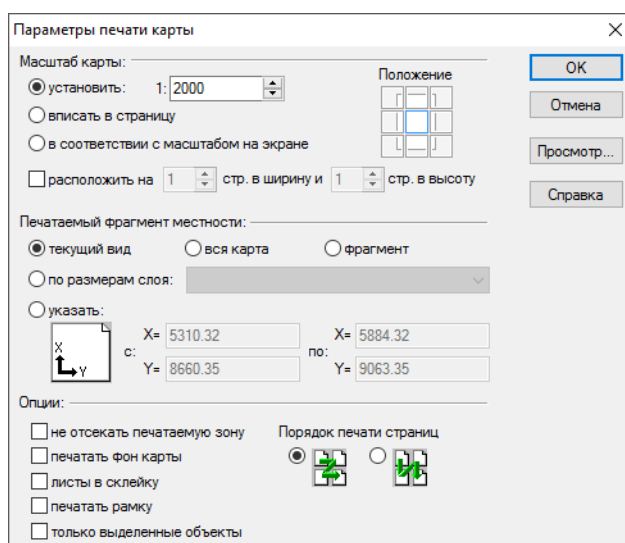 Параметры печати карты
Масштаб карты:
установить: 1: 2000
Положение
вписать в страницу
в соответствии с масштабом на экране
расположить на 1 стр. в ширину и 1 стр. в высоту
OK
Отмена
Просмотр...
Справка
Печатаемый фрагмент местности:
текущий вид вся карта фрагмент
по размерам слоя:
указать:
X
Y
с:
X= 5310.32
Y= 8660.35
по:
X= 5884.32
Y= 9063.35
Опции:
не отсекать печатаемую зону
печатать фон карты
листы в склейку
печатать рамку
только выделенные объекты
Порядок печати страниц